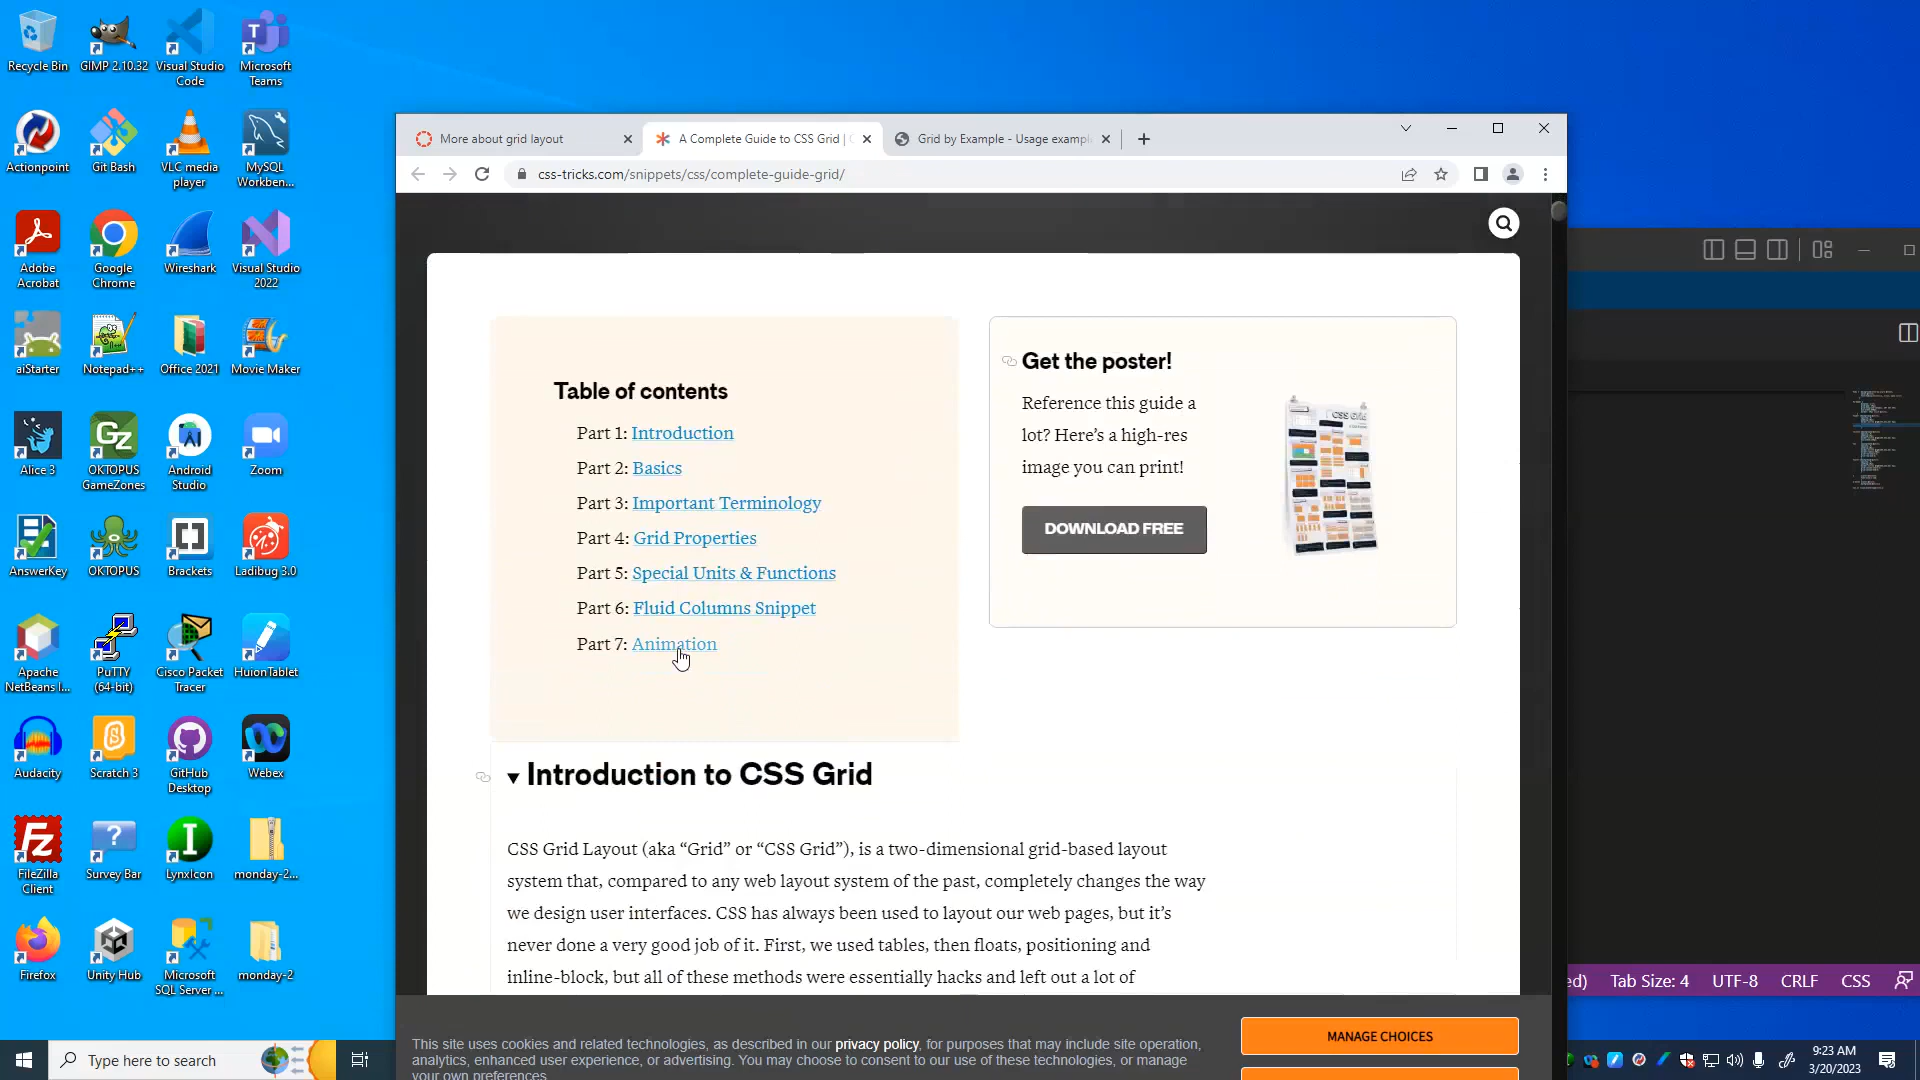 Recycle Bin
GIMP 2.10.32
Visual Studio
Code
Microsoft
Teams
Actionpoint
Git Bash
VLC media
player
MySQL
Workben...
Adobe
Acrobat
Google
Chrome
Wireshark
Visual Studio
2022
aiStarter
Notepad++
Office 2021
Movie Maker
Alice 3
OKTOPUS
GameZones
Android
Studio
Zoom
AnswerKey
OKTOPUS
Brackets
Ladibug 3.0
Apache
NetBeans I...
PuTTY
(64-bit)
Cisco Packet
Tracer
HuionTablet
Audacity
Scratch 3
GitHub
Desktop
Webex
FileZilla
Client
Survey Bar
LynxIcon
monday-2...
Firefox
Unity Hub
Microsoft
SQL Server ...
monday-2
More about grid layout
A Complete Guide to CSS Grid |
Grid by Example - Usage exampl
css-tricks.com/snippets/css/complete-guide-grid/
Table of contents
Part 1: Introduction
Part 2: Basics
Part 3: Important Terminology
Part 4: Grid Properties
Part 5: Special Units & Functions
Part 6: Fluid Columns Snippet
Part 7: Animation
Get the poster!
Reference this guide a
lot? Here’s a high-res
image you can print!
DOWNLOAD FREE
CSS Grid
Introduction to CSS Grid
CSS Grid Layout (aka “Grid” or “CSS Grid”), is a two-dimensional grid-based layout
system that, compared to any web layout system of the past, completely changes the way
we design user interfaces. CSS has always been used to layout our web pages, but it’s
never done a very good job of it. First, we used tables, then floats, positioning and
inline-block, but all of these methods were essentially hacks and left out a lot of
This site uses cookies and related technologies, as described in our privacy policy, for purposes that may include site operation,
analytics, enhanced user experience, or advertising. You may choose to consent to our use of these technologies, or manage
your own preferences.
MANAGE CHOICES
ed) Tab Size: 4 UTF-8 CRLF CSS
Type here to search
9:23 AM
3/20/2023